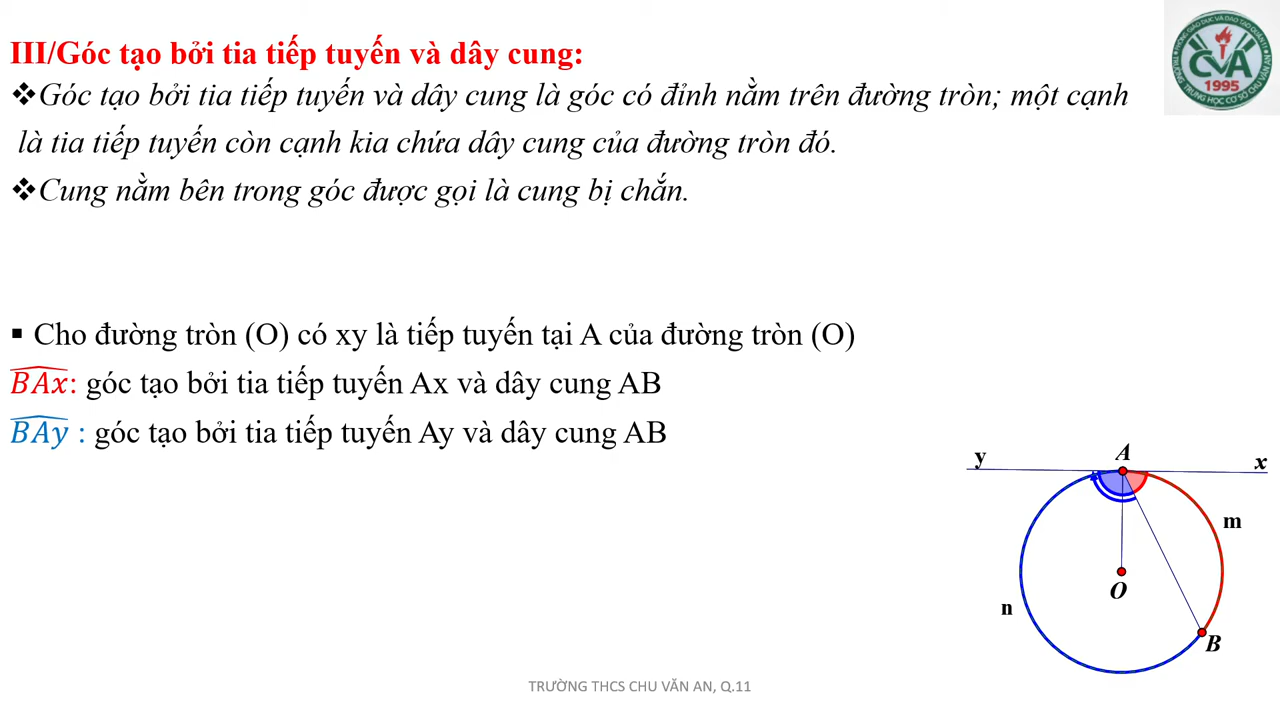 III/Góc tạo bởi tia tiếp tuyến và dây cung:
❖Góc tạo bởi tia tiếp tuyến và dây cung là góc có đỉnh nằm trên đường tròn; một cạnh
là tia tiếp tuyến còn cạnh kia chứa dây cung của đường tròn đó.
❖Cung nằm bên trong góc được gọi là cung bị chắn.
CVA
1995
▪ Cho đường tròn (O) có xy là tiếp tuyến tại A của đường tròn (O)
$\widehat{BAx}$: góc tạo bởi tia tiếp tuyến Ax và dây cung AB
$\widehat{BAy}$ : góc tạo bởi tia tiếp tuyến Ay và dây cung AB
y
A
x
m
O
n
B
TRƯỜNG THCS CHU VĂN AN, Q.11